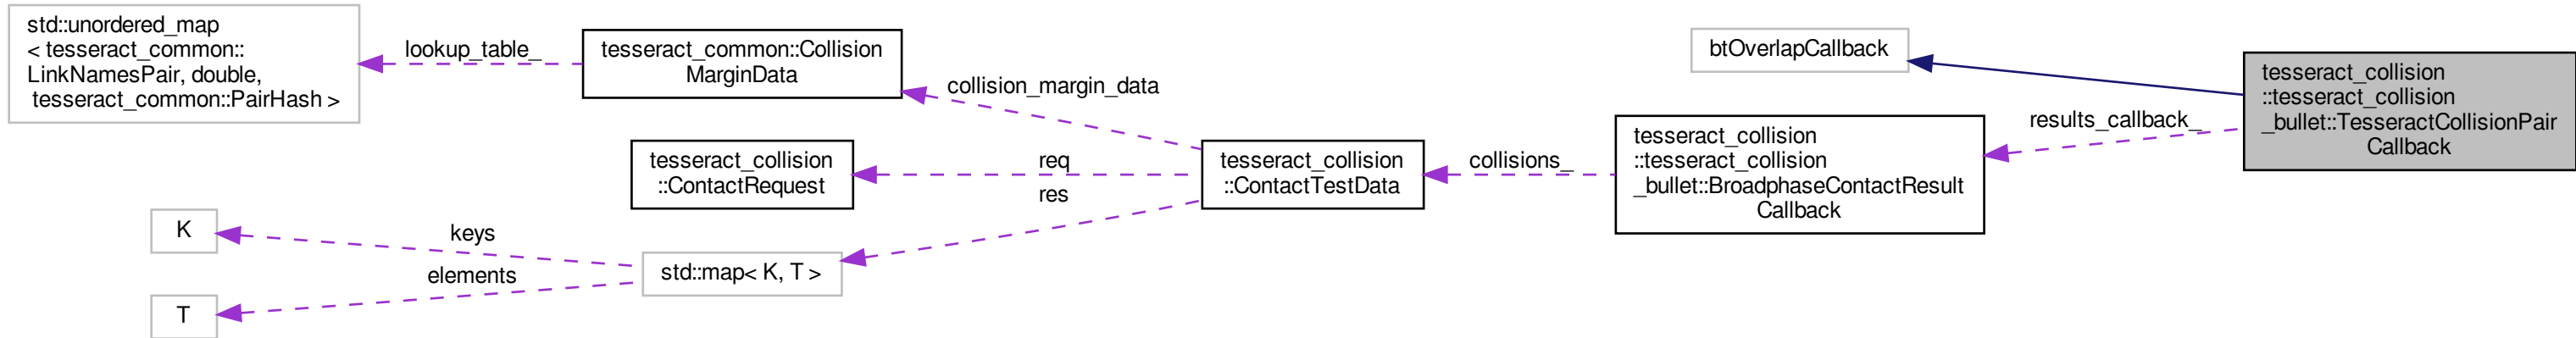 std::unordered_map
< tesseract_common::
LinkNamesPair, double,
tesseract_common::PairHash >
lookup_table_
tesseract_common::Collision
MarginData
collision_margin_data
tesseract_collision
::ContactRequest
req
res
K
keys
T
elements
std::map< K, T >
tesseract_collision
::ContactTestData
collisions_
btOverlapCallback
tesseract_collision
::tesseract_collision
_bullet::BroadphaseContactResult
Callback
results_callback_
tesseract_collision
::tesseract_collision
_bullet::TesseractCollisionPair
Callback